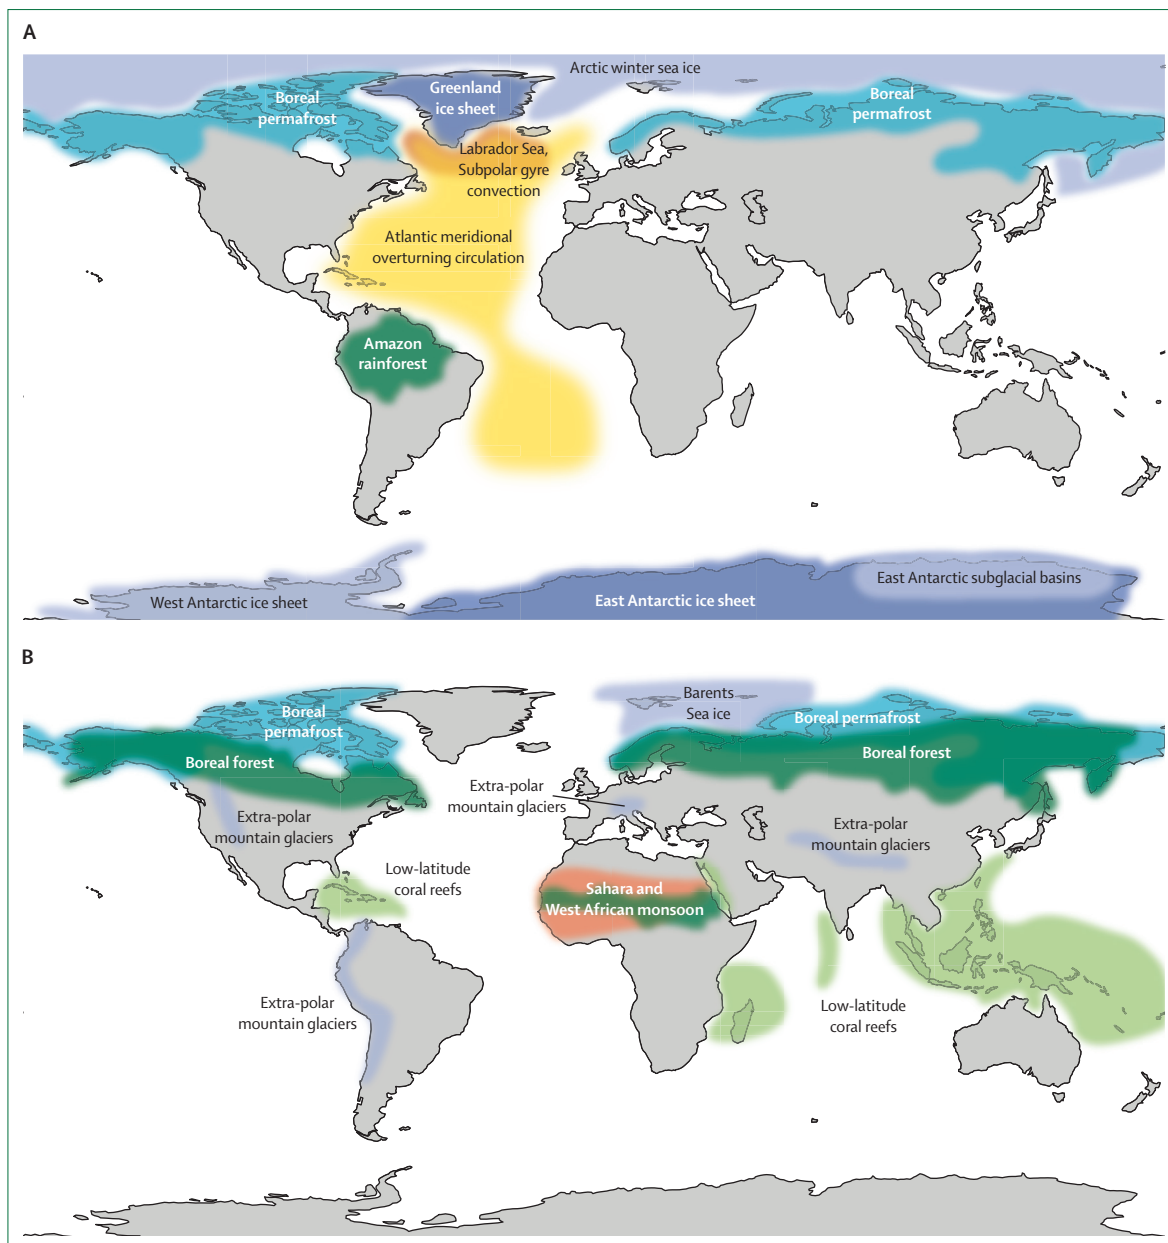 A
Arctic winter sea ice
Boreal
permafrost
Greenland
ice sheet
Boreal
permafrost
Labrador Sea,
Subpolar gyre
convection
Atlantic meridional
overturning circulation
Amazon
rainforest
West Antarctic ice sheet
East Antarctic ice sheet
East Antarctic subglacial basins
B
Boreal
permafrost
Barents
Sea ice
Boreal permafrost
Boreal forest
Boreal forest
Extra-polar
mountain glaciers
Extra-polar
mountain glaciers
Extra-polar
mountain glaciers
Low-latitude
coral reefs
Sahara and
West African monsoon
Extra-polar
mountain glaciers
Low-latitude
coral reefs